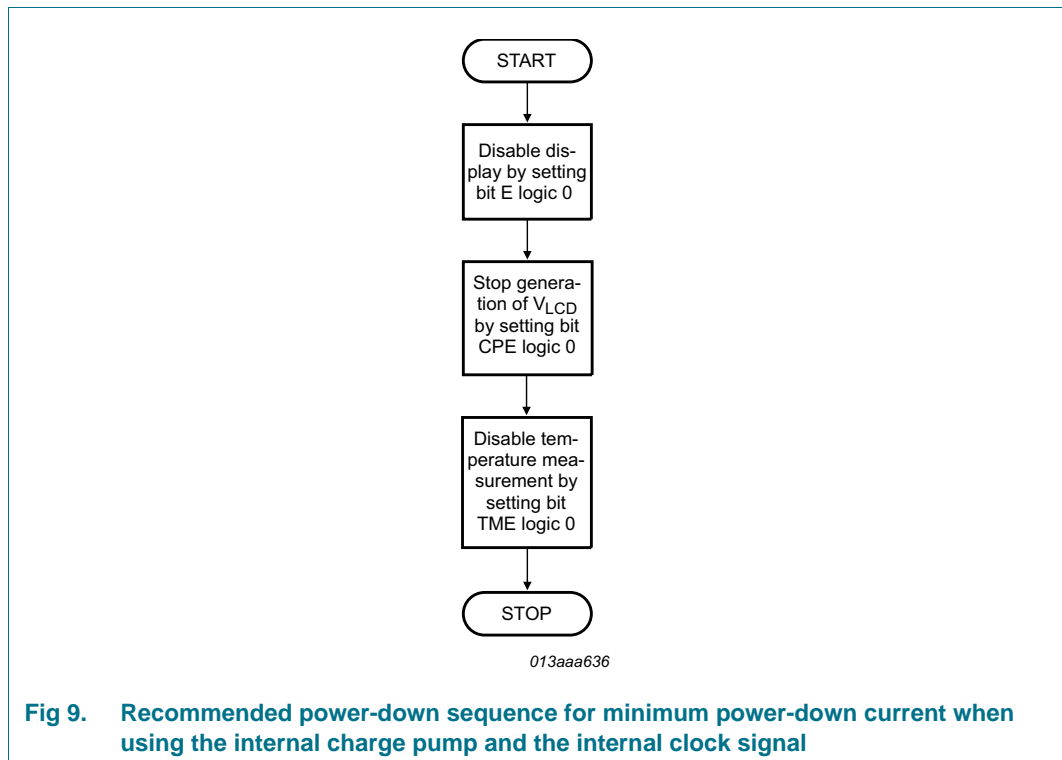 START
Disable dis-
play by setting
bit E logic 0
Stop genera-
tion of VLCD
by setting bit
CPE logic 0
Disable tem-
perature mea-
surement by
setting bit
TME logic 0
STOP
013aaa636
Fig 9. Recommended power-down sequence for minimum power-down current when
using the internal charge pump and the internal clock signal